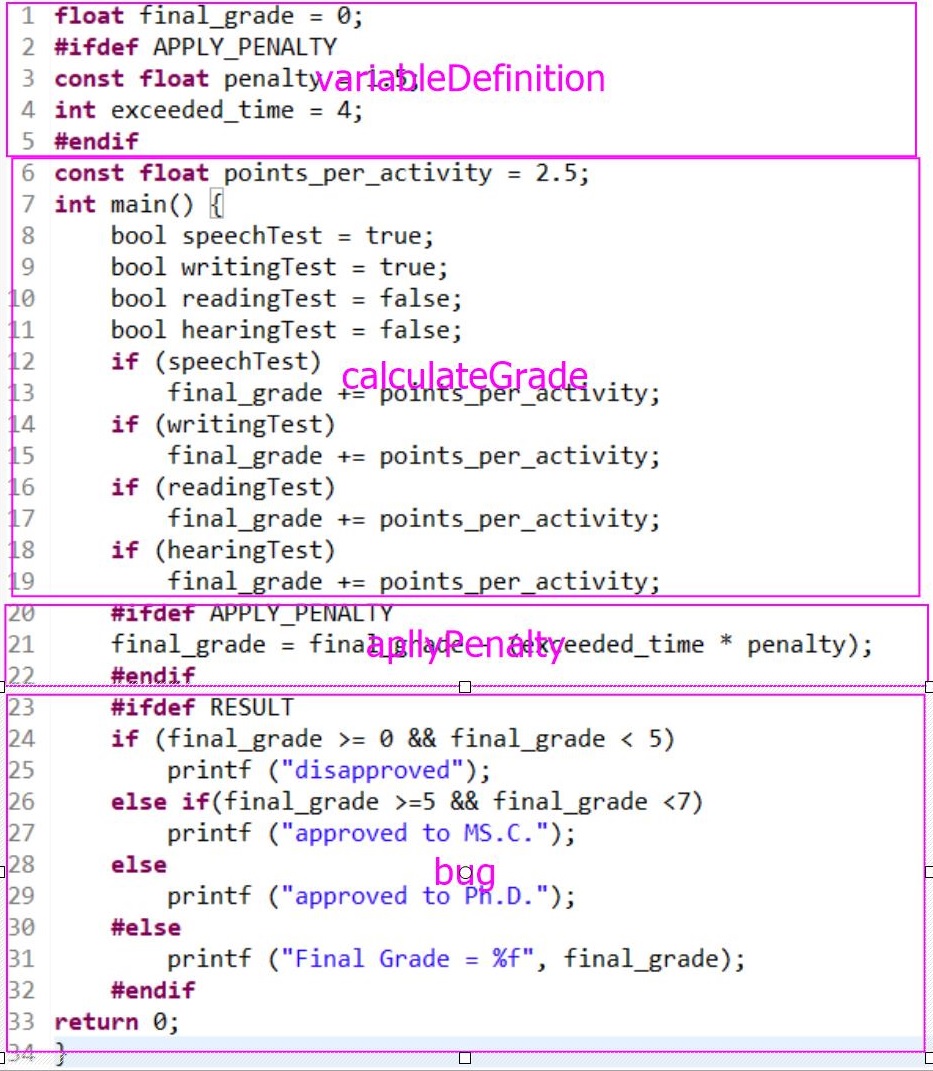 1 float final_grade = 0;
2 #ifdef APPLY_PENALTY
3 const float penalty = 1.5;
variableDefinition
4 int exceeded_time = 4;
5 #endif
6 const float points_per_activity = 2.5;
7 int main() {
8 bool speechTest = true;
9 bool writingTest = true;
10 bool readingTest = false;
11 bool hearingTest = false;
12 if (speechTest)
calculateGrade
13 final_grade += points_per_activity;
14 if (writingTest)
15 final_grade += points_per_activity;
16 if (readingTest)
17 final_grade += points_per_activity;
18 if (hearingTest)
19 final_grade += points_per_activity;
20 #ifdef APPLY_PENALTY
21 final_grade = final_grade - (exceeded_time * penalty);
apllyPenalty
22 #endif
23 #ifdef RESULT
24 if (final_grade >= 0 && final_grade < 5)
25 printf ("disapproved");
26 else if(final_grade >=5 && final_grade <7)
27 printf ("approved to MS.C.");
28 else
bug
29 printf ("approved to Ph.D.");
30 #else
31 printf ("Final Grade = %f", final_grade);
32 #endif
33 return 0;
34 }